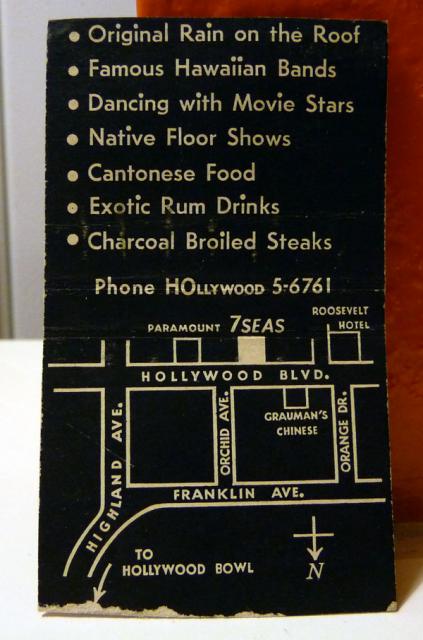 • Original Rain on the Roof
• Famous Hawaiian Bands
• Dancing with Movie Stars
• Native Floor Shows
• Cantonese Food
• Exotic Rum Drinks
• Charcoal Broiled Steaks
Phone HOLLYWOOD 5-6761
PARAMOUNT
7SEAS
ROOSEVELT
HOTEL
HOLLYWOOD BLVD.
HIGHLAND AVE.
ORCHID AVE.
GRAUMAN'S
CHINESE
ORANGE DR.
FRANKLIN AVE.
TO
HOLLYWOOD BOWL
N